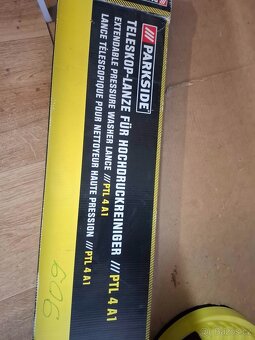 /// PARKSIDE
TELESKOP-LANZE FÜR HOCHDRUCKREINIGER /// PTL 4 A1
EXTENDABLE PRESSURE WASHER LANCE /// PTL 4 A1
LANCE TÉLESCOPIQUE POUR NETTOYEUR HAUTE PRESSION /// PTL 4 A1